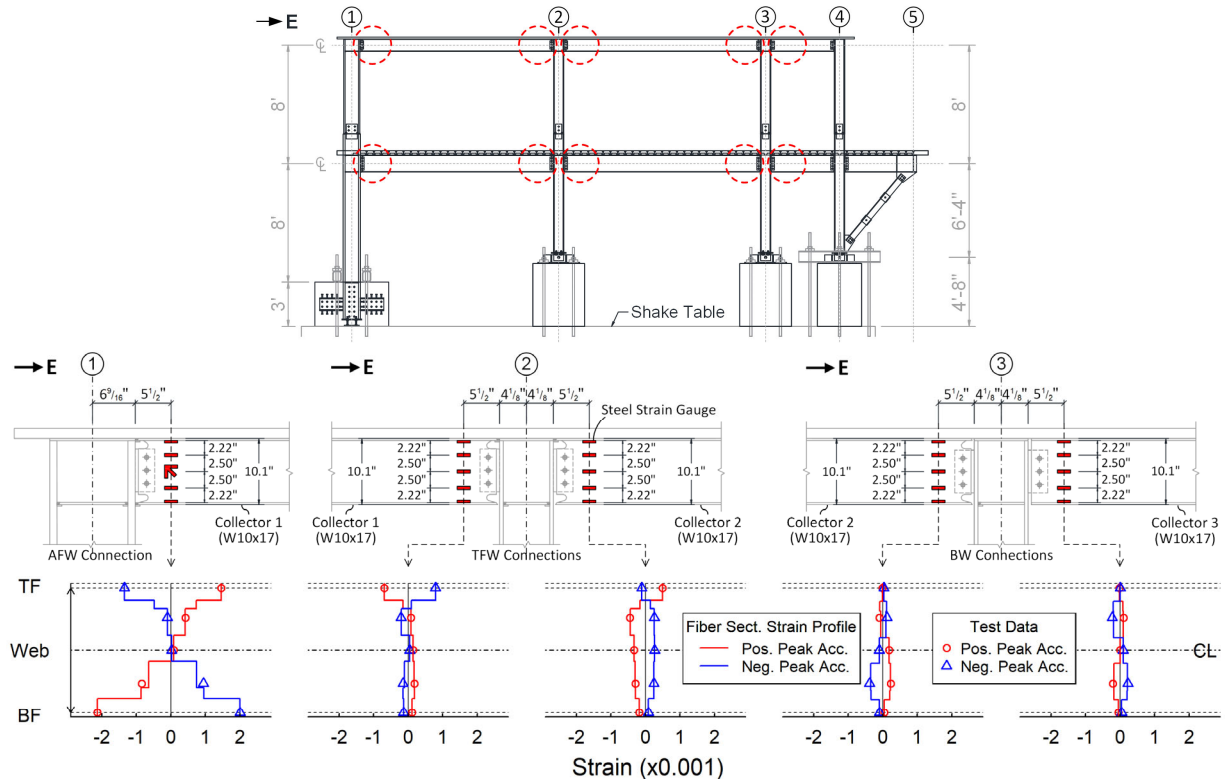 E
1
2
3
4
5
℄
8'
8'
℄
8'
6'-4"
3'
4'-8"
Shake Table
E
1
E
2
E
3
6 9/16"
5 1/2"
5 1/2"
4 1/8"
4 1/8"
5 1/2"
5 1/2"
4 1/8"
4 1/8"
5 1/2"
Steel Strain Gauge
2.22"
2.50"
2.50"
2.22"
10.1"
10.1"
2.22"
2.50"
2.50"
2.22"
2.22"
2.50"
2.50"
2.22"
10.1"
10.1"
2.22"
2.50"
2.50"
2.22"
2.22"
2.50"
2.50"
2.22"
10.1"
Collector 1
(W10x17)
AFW Connection
Collector 1
(W10x17)
TFW Connections
Collector 2
(W10x17)
Collector 2
(W10x17)
BW Connections
Collector 3
(W10x17)
TF
Web
BF
CL
Fiber Sect. Strain Profile
Pos. Peak Acc.
Neg. Peak Acc.
Test Data
Pos. Peak Acc.
Neg. Peak Acc.
-2 -1 0 1 2
-2 -1 0 1 2
-2 -1 0 1 2
-2 -1 0 1 2
-2 -1 0 1 2
Strain (x0.001)